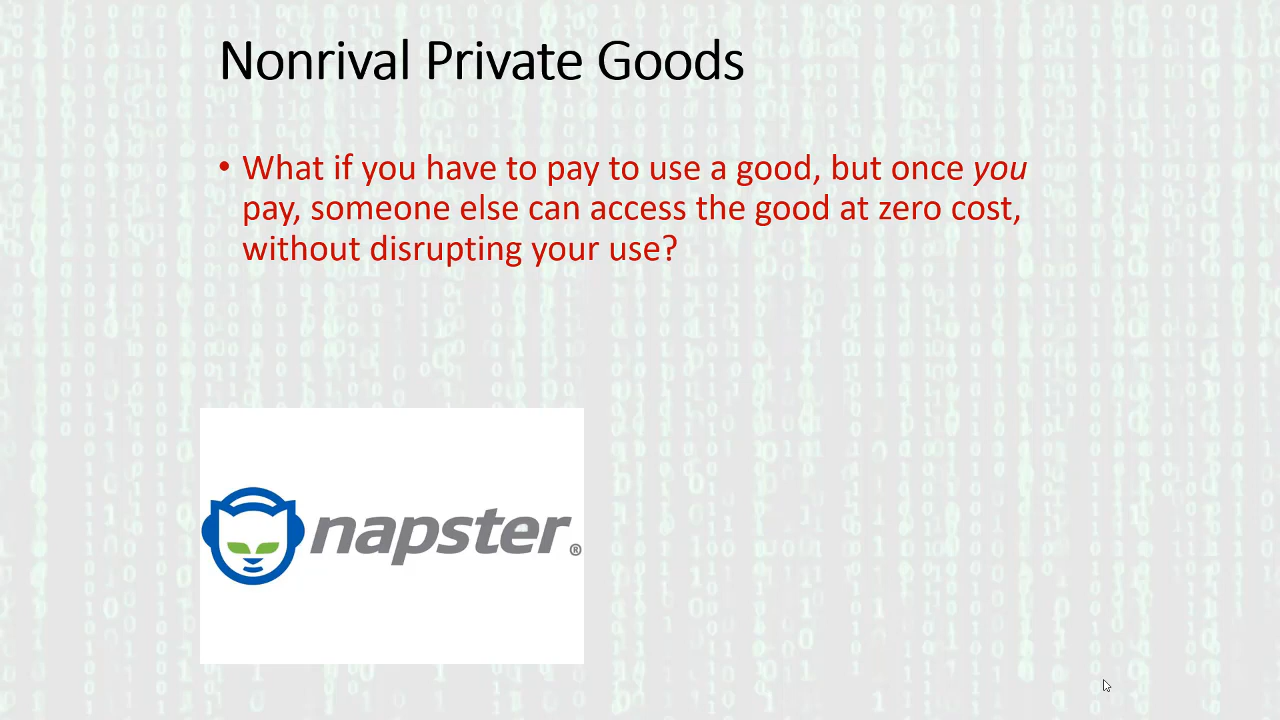 Nonrival Private Goods
• What if you have to pay to use a good, but once you
pay, someone else can access the good at zero cost,
without disrupting your use?
napster®